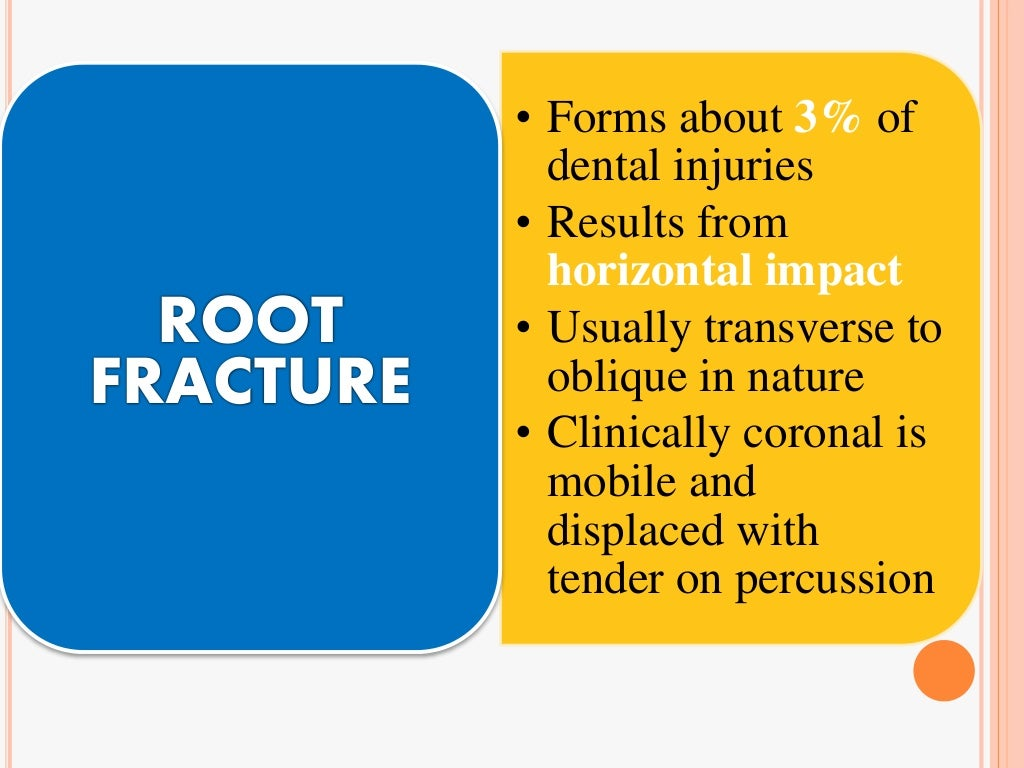 ROOT
FRACTURE
• Forms about 3% of
dental injuries
• Results from
horizontal impact
• Usually transverse to
oblique in nature
• Clinically coronal is
mobile and
displaced with
tender on percussion